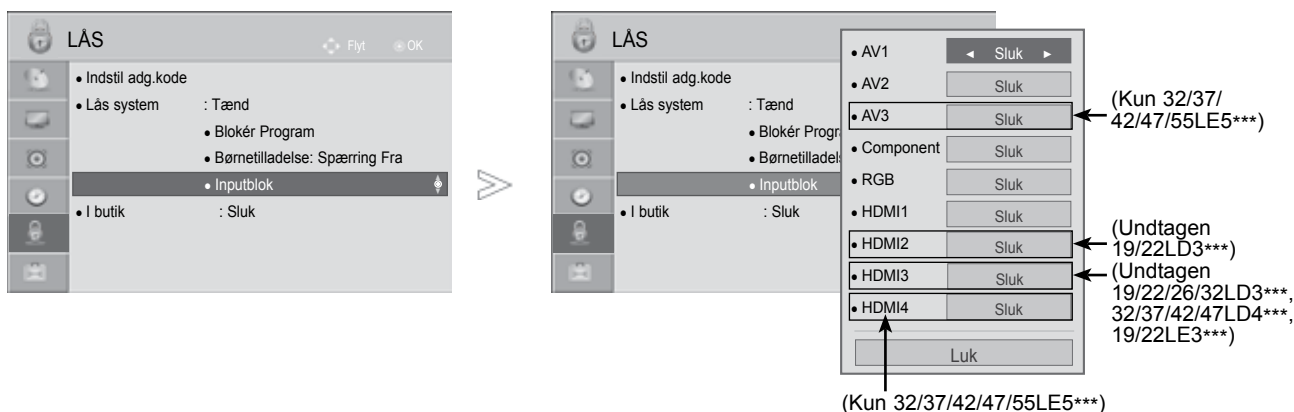 LÅS
Flyt OK
• Indstil adg.kode
• Lås system : Tænd
• Blokér Program
• Børnetilladelse: Spærring Fra
• Inputblok
• I butik : Sluk
LÅS
• Indstil adg.kode
• Lås system : Tænd
• Blokér Progr
• Børnetilladel
• Inputblok
• I butik : Sluk
• AV1 ◄ Sluk ►
• AV2 Sluk
• AV3 Sluk
• Component Sluk
• RGB Sluk
• HDMI1 Sluk
• HDMI2 Sluk
• HDMI3 Sluk
• HDMI4 Sluk
Luk
(Kun 32/37/
42/47/55LE5***)
(Undtagen
19/22LD3***)
(Undtagen
19/22/26/32LD3***,
32/37/42/47LD4***,
19/22LE3***)
(Kun 32/37/42/47/55LE5***)